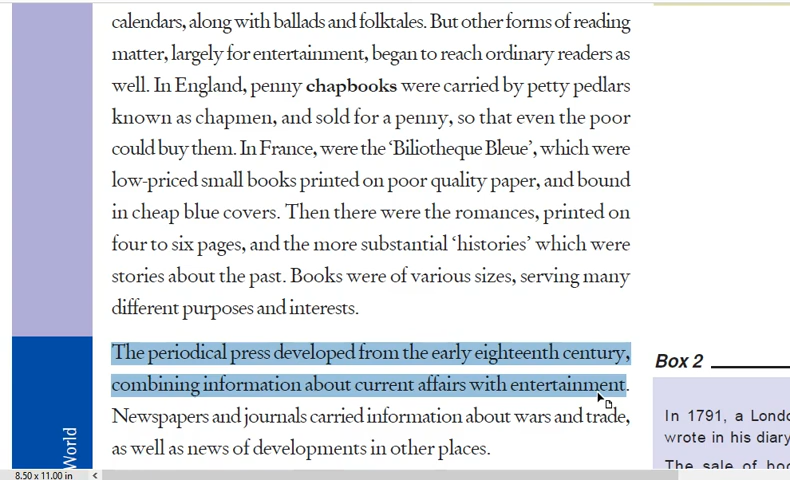 calendars, along with ballads and folktales. But other forms of reading
matter, largely for entertainment, began to reach ordinary readers as
well. In England, penny chapbooks were carried by petty pedlars
known as chapmen, and sold for a penny, so that even the poor
could buy them. In France, were the ‘Biliotheque Bleue’, which were
low-priced small books printed on poor quality paper, and bound
in cheap blue covers. Then there were the romances, printed on
four to six pages, and the more substantial ‘histories’ which were
stories about the past. Books were of various sizes, serving many
different purposes and interests.
The periodical press developed from the early eighteenth century,
combining information about current affairs with entertainment.
Newspapers and journals carried information about wars and trade,
as well as news of developments in other places.
World
Box 2
In 1791, a Londo
wrote in his diary
The sale of boo
8.50 x 11.00 in